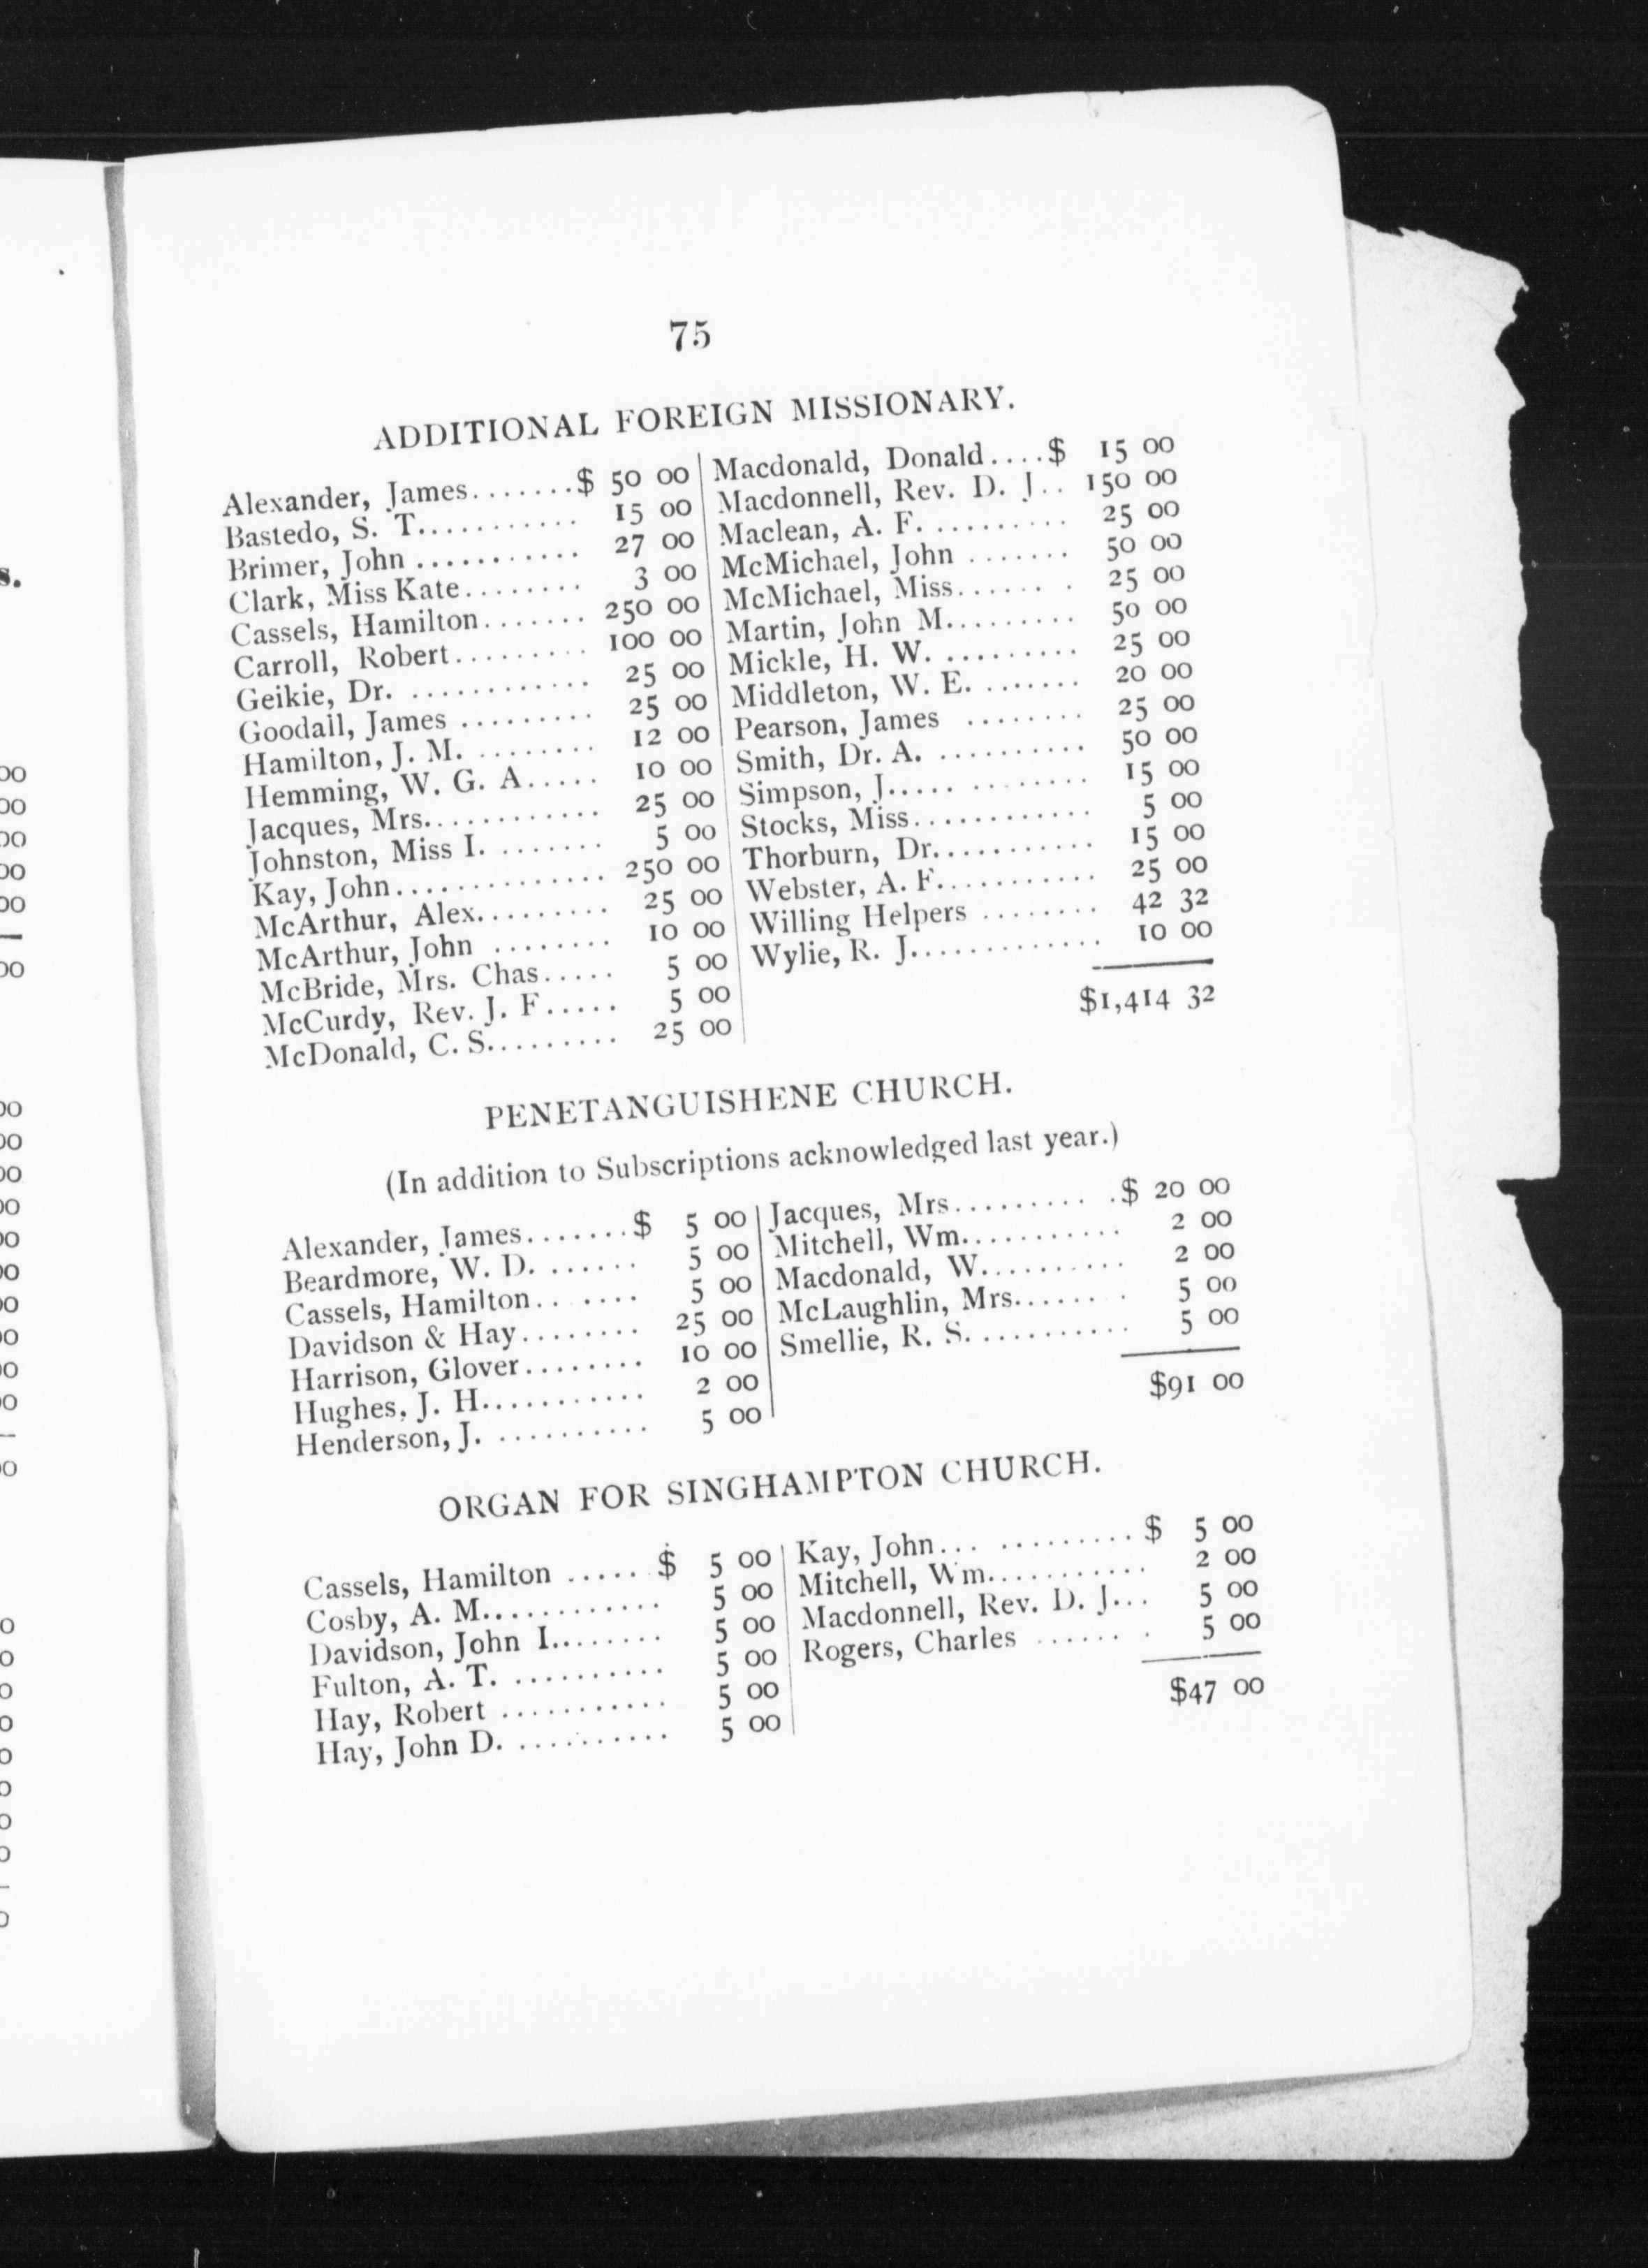 75
ADDITIONAL FOREIGN MISSIONARY.
Alexander, James.......$ 50 00
Bastedo, S. T........... 15 00
Brimer, John ........... 27 00
Clark, Miss Kate........ 3 00
Cassels, Hamilton....... 250 00
Carroll, Robert......... 100 00
Geikie, Dr. ............ 25 00
Goodall, James ......... 25 00
Hamilton, J. M. ........ 12 00
Hemming, W. G. A..... 10 00
Jacques, Mrs............ 25 00
Johnston, Miss I. ....... 5 00
Kay, John.............. 250 00
McArthur, Alex......... 25 00
McArthur, John ........ 10 00
McBride, Mrs. Chas..... 5 00
McCurdy, Rev. J. F..... 5 00
McDonald, C. S......... 25 00
Macdonald, Donald....$ 15 00
Macdonnell, Rev. D. J.. 150 00
Maclean, A. F. ......... 25 00
McMichael, John ....... 50 00
McMichael, Miss...... . 25 00
Martin, John M......... 50 00
Mickle, H. W. ......... 25 00
Middleton, W. E. ....... 20 00
Pearson, James ........ 25 00
Smith, Dr. A. .......... 50 00
Simpson, J..... ........ 15 00
Stocks, Miss............ 5 00
Thorburn, Dr........... 15 00
Webster, A. F........... 25 00
Willing Helpers ........ 42 32
Wylie, R. J............. 10 00
$1,414 32
PENETANGUISHENE CHURCH.
(In addition to Subscriptions acknowledged last year.)
Alexander, James.......$ 5 00
Beardmore, W. D. ...... 5 00
Cassels, Hamilton.. .... 5 00
Davidson & Hay........ 25 00
Harrison, Glover........ 10 00
Hughes, J. H........... 2 00
Henderson, J. .......... 5 00
Jacques, Mrs......... .$ 20 00
Mitchell, Wm........... 2 00
Macdonald, W.......... 2 00
McLaughlin, Mrs...... . 5 00
Smellie, R. S. .......... 5 00
$91 00
ORGAN FOR SINGHAMPTON CHURCH.
Cassels, Hamilton ......$ 5 00
Cosby, A. M............ 5 00
Davidson, John I........ 5 00
Fulton, A. T. .......... 5 00
Hay, Robert ........... 5 00
Hay, John D. .......... 5 00
Kay, John... .........$ 5 00
Mitchell, Wm........... 2 00
Macdonnell, Rev. D. J... 5 00
Rogers, Charles ...... . 5 00
$47 00